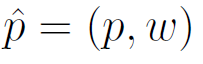 p̂ = (p, w)